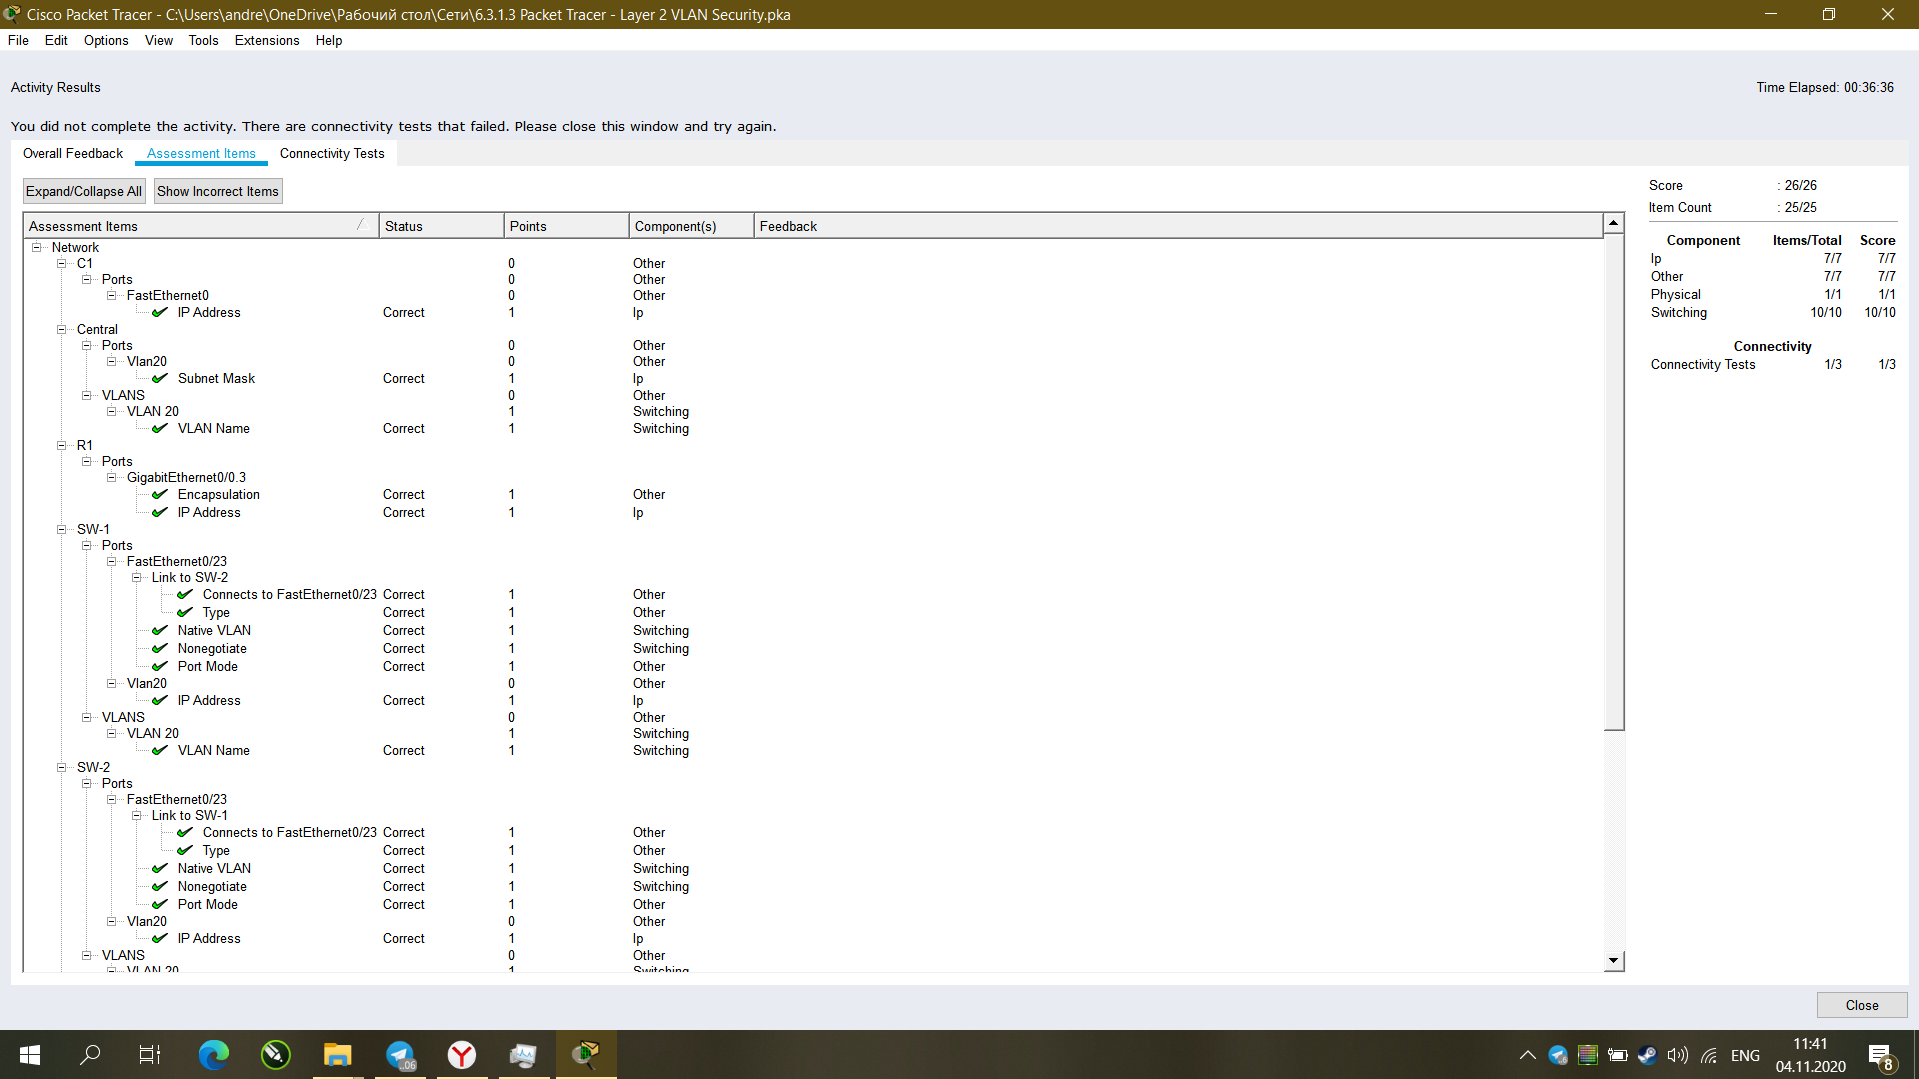 Cisco Packet Tracer - C:\Users\andre\OneDrive\Рабочий стол\Сети\6.3.1.3 Packet Tracer - Layer 2 VLAN Security.pka
File Edit Options View Tools Extensions Help
Activity Results
Time Elapsed: 00:36:36
You did not complete the activity. There are connectivity tests that failed. Please close this window and try again.
Overall Feedback Assessment Items Connectivity Tests
Expand/Collapse All Show Incorrect Items
Assessment Items Status Points Component(s) Feedback
Network
C1 0 Other
Ports 0 Other
FastEthernet0 0 Other
IP Address Correct 1 Ip
Central
Ports 0 Other
Vlan20 0 Other
Subnet Mask Correct 1 Ip
VLANS 0 Other
VLAN 20 1 Switching
VLAN Name Correct 1 Switching
R1
Ports
GigabitEthernet0/0.3
Encapsulation Correct 1 Other
IP Address Correct 1 Ip
SW-1
Ports
FastEthernet0/23
Link to SW-2
Connects to FastEthernet0/23 Correct 1 Other
Type Correct 1 Other
Native VLAN Correct 1 Switching
Nonegotiate Correct 1 Switching
Port Mode Correct 1 Other
Vlan20 0 Other
IP Address Correct 1 Ip
VLANS 0 Other
VLAN 20 1 Switching
VLAN Name Correct 1 Switching
SW-2
Ports
FastEthernet0/23
Link to SW-1
Connects to FastEthernet0/23 Correct 1 Other
Type Correct 1 Other
Native VLAN Correct 1 Switching
Nonegotiate Correct 1 Switching
Port Mode Correct 1 Other
Vlan20 0 Other
IP Address Correct 1 Ip
VLANS 0 Other
VLAN 20 1 Switching
Score : 26/26
Item Count : 25/25
Component Items/Total Score
Ip 7/7 7/7
Other 7/7 7/7
Physical 1/1 1/1
Switching 10/10 10/10
Connectivity
Connectivity Tests 1/3 1/3
Close
.06
ENG
11:41
04.11.2020
8